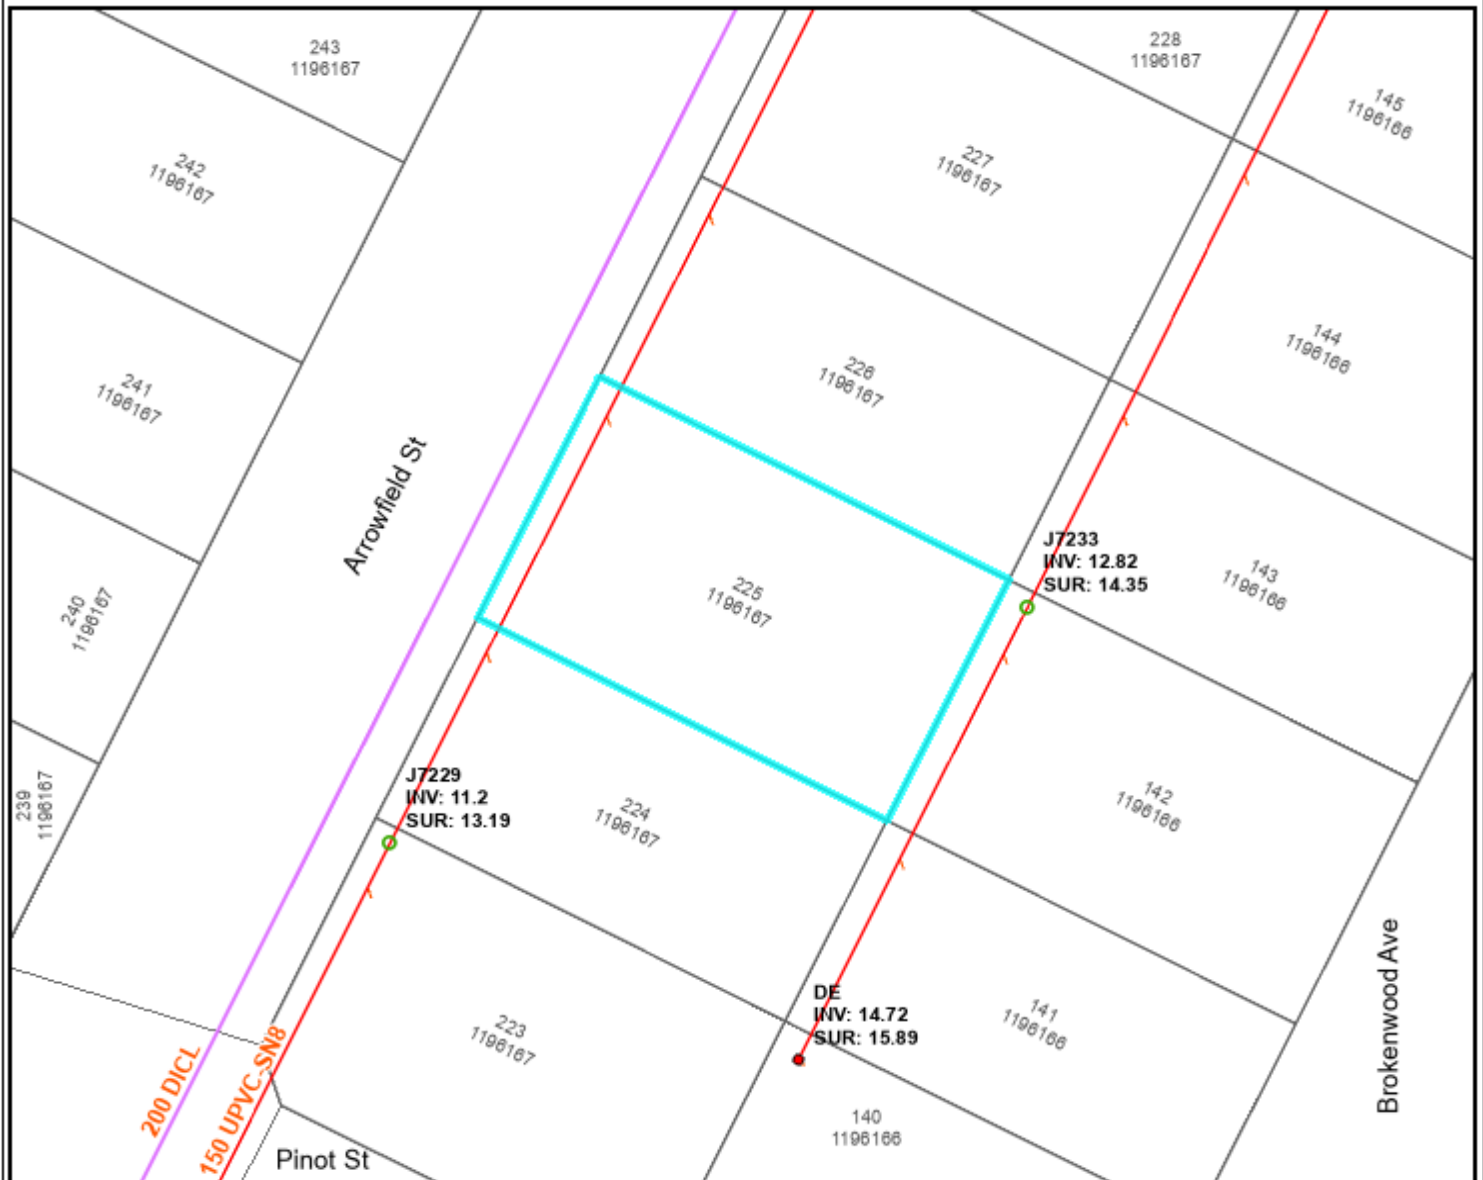 243
1196167
228
1196167
145
1196166
242
1196167
227
1196167
144
1196166
241
1196167
226
1196167
Arrowfield St
J7233
INV: 12.82
SUR: 14.35
143
1196166
240
1196167
225
1196167
J7229
INV: 11.2
SUR: 13.19
239
1196167
224
1196167
142
1196166
DE
INV: 14.72
SUR: 15.89
223
1196167
141
1196166
Brokenwood Ave
200 DICL
150 UPVC-SN8
140
1196166
Pinot St